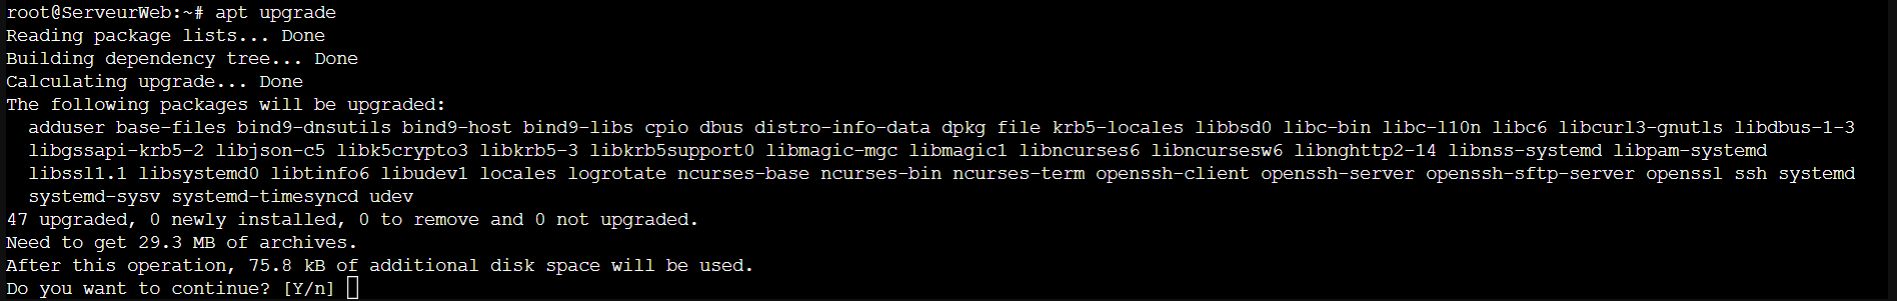 root@ServeurWeb:~# apt upgrade
Reading package lists... Done
Building dependency tree... Done
Calculating upgrade... Done
The following packages will be upgraded:
  adduser base-files bind9-dnsutils bind9-host bind9-libs cpio dbus distro-info-data dpkg file krb5-locales libbsd0 libc-bin libc-l10n libc6 libcurl3-gnutls libdbus-1-3
  libgssapi-krb5-2 libjson-c5 libk5crypto3 libkrb5-3 libkrb5support0 libmagic-mgc libmagic1 libncurses6 libncursesw6 libnghttp2-14 libnss-systemd libpam-systemd
  libssl1.1 libsystemd0 libtinfo6 libudev1 locales logrotate ncurses-base ncurses-bin ncurses-term openssh-client openssh-server openssh-sftp-server openssl ssh systemd
  systemd-sysv systemd-timesyncd udev
47 upgraded, 0 newly installed, 0 to remove and 0 not upgraded.
Need to get 29.3 MB of archives.
After this operation, 75.8 kB of additional disk space will be used.
Do you want to continue? [Y/n]